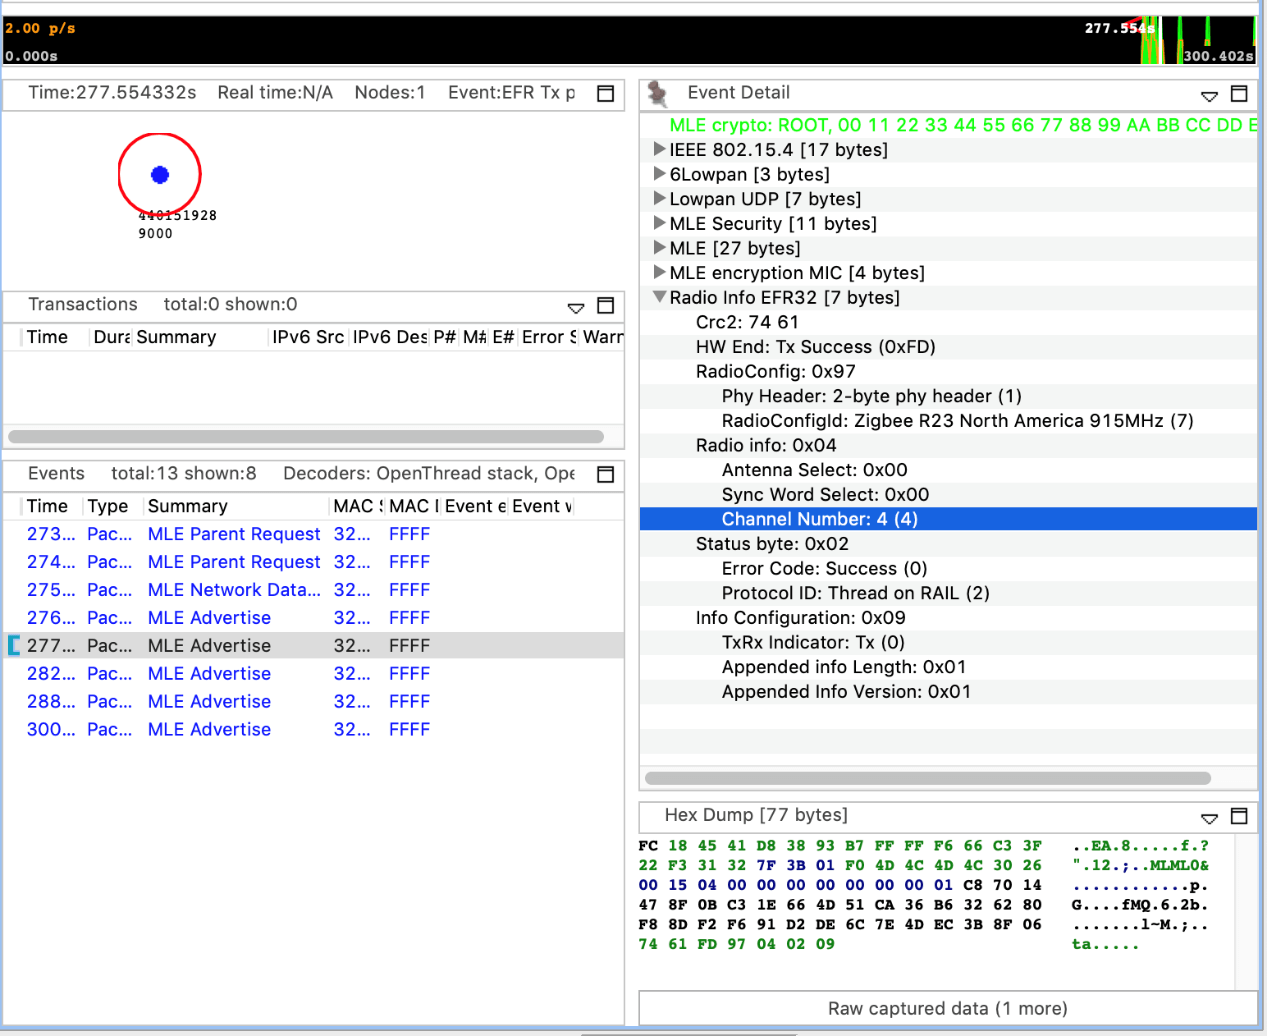 2.00 p/s
277.554s
0.000s
300.402s
Time:277.554332s Real time:N/A Nodes:1 Event:EFR Tx p
440151928
9000
Transactions total:0 shown:0
Time Dura Summary IPv6 Src IPv6 Des P# M# E# Error S Warr
Events total:13 shown:8 Decoders: OpenThread stack, Ope
Time Type Summary MAC S MAC D Event e Event w
273... Pac... MLE Parent Request 32... FFFF
274... Pac... MLE Parent Request 32... FFFF
275... Pac... MLE Network Data... 32... FFFF
276... Pac... MLE Advertise 32... FFFF
277... Pac... MLE Advertise 32... FFFF
282... Pac... MLE Advertise 32... FFFF
288... Pac... MLE Advertise 32... FFFF
300... Pac... MLE Advertise 32... FFFF
Event Detail
MLE crypto: ROOT, 00 11 22 33 44 55 66 77 88 99 AA BB CC DD E
IEEE 802.15.4 [17 bytes]
6Lowpan [3 bytes]
Lowpan UDP [7 bytes]
MLE Security [11 bytes]
MLE [27 bytes]
MLE encryption MIC [4 bytes]
Radio Info EFR32 [7 bytes]
Crc2: 74 61
HW End: Tx Success (0xFD)
RadioConfig: 0x97
Phy Header: 2-byte phy header (1)
RadioConfigId: Zigbee R23 North America 915MHz (7)
Radio info: 0x04
Antenna Select: 0x00
Sync Word Select: 0x00
Channel Number: 4 (4)
Status byte: 0x02
Error Code: Success (0)
Protocol ID: Thread on RAIL (2)
Info Configuration: 0x09
TxRx Indicator: Tx (0)
Appended info Length: 0x01
Appended Info Version: 0x01
Hex Dump [77 bytes]
FC 18 45 41 D8 38 93 B7 FF FF F6 66 C3 3F ..EA.8.....f.?
22 F3 31 32 7F 3B 01 F0 4D 4C 4D 4C 30 26 ".12.;..MLML0&
00 15 04 00 00 00 00 00 00 00 01 C8 70 14 ............p.
47 8F 0B C3 1E 66 4D 51 CA 36 B6 32 62 80 G....fMQ.6.2b.
F8 8D F2 F6 91 D2 DE 6C 7E 4D EC 3B 8F 06 .......l~M.;..
74 61 FD 97 04 02 09 ta.....
Raw captured data (1 more)